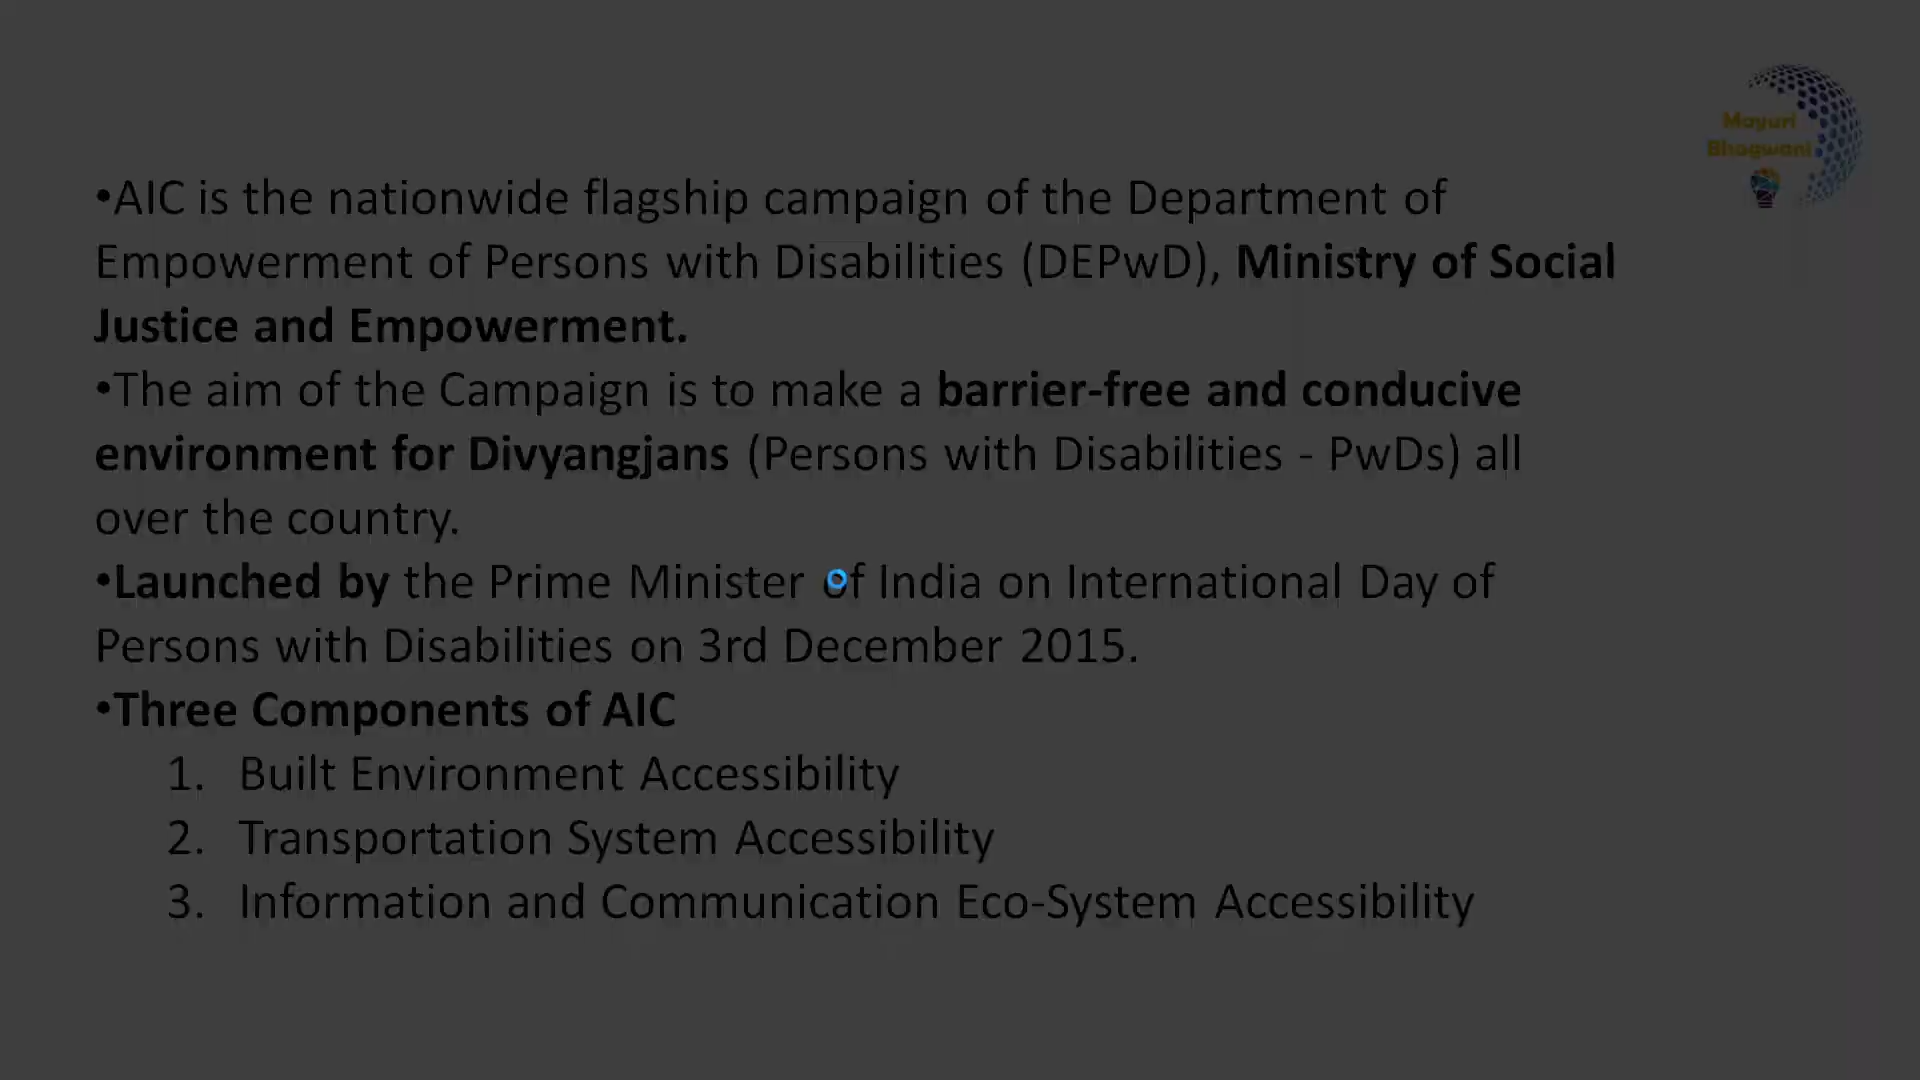 Mayuri
Bhagwani
•AIC is the nationwide flagship campaign of the Department of
Empowerment of Persons with Disabilities (DEPwD), Ministry of Social
Justice and Empowerment.
•The aim of the Campaign is to make a barrier-free and conducive
environment for Divyangjans (Persons with Disabilities - PwDs) all
over the country.
•Launched by the Prime Minister of India on International Day of
Persons with Disabilities on 3rd December 2015.
•Three Components of AIC
1. Built Environment Accessibility
2. Transportation System Accessibility
3. Information and Communication Eco-System Accessibility